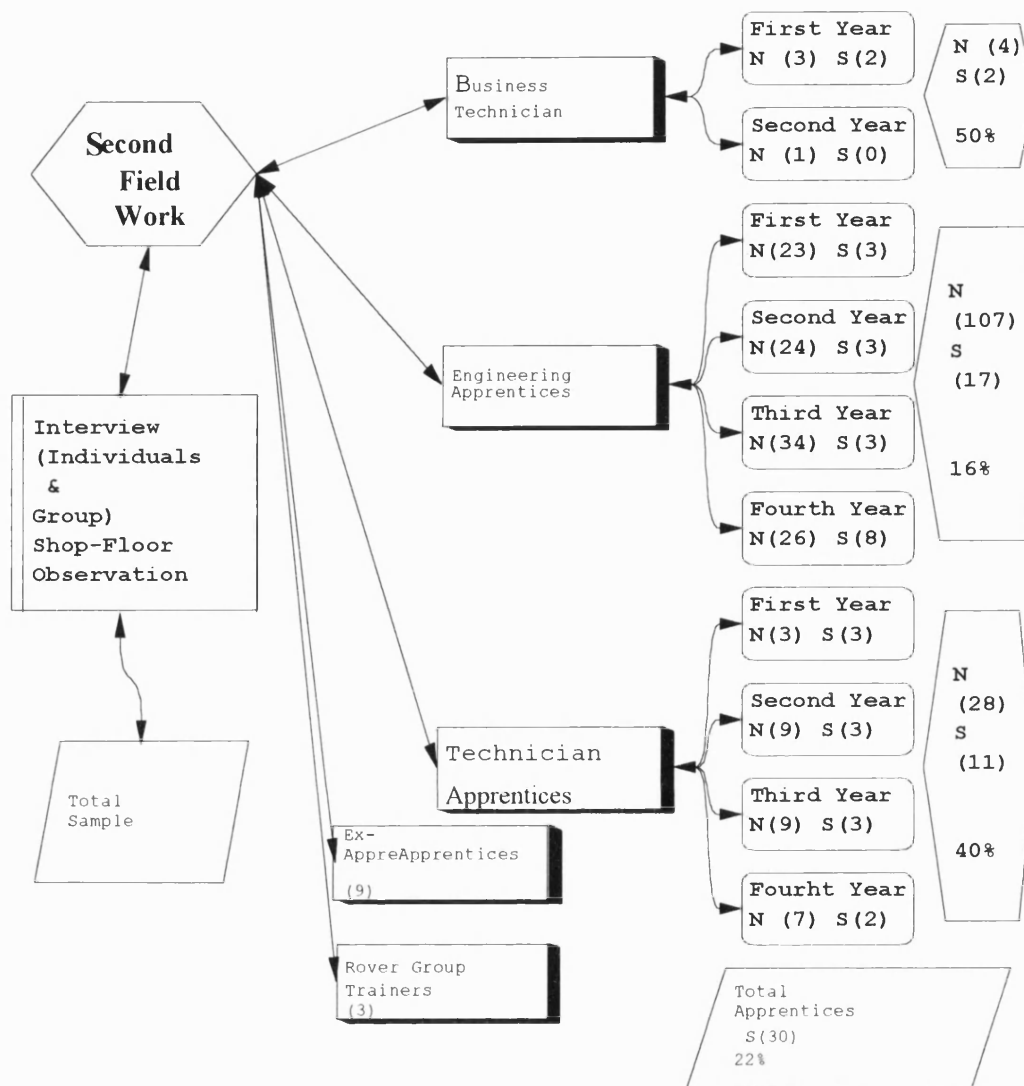 Second
Field
Work
Interview
(Individuals
&
Group)
Shop-Floor
Observation
Total
Sample
Business
Technician
First Year
N (3) S(2)
Second Year
N (1) S(0)
N (4)
S(2)
50%
Engineering
Apprentices
First Year
N(23) S(3)
Second Year
N(24) S(3)
Third Year
N(34) S(3)
Fourth Year
N(26) S(8)
N
(107)
S
(17)
16%
Technician
Apprentices
First Year
N(3) S(3)
Second Year
N(9) S(3)
Third Year
N(9) S(3)
Fourht Year
N (7) S(2)
N
(28)
S
(11)
40%
Ex-
AppreApprentices
(9)
Rover Group
Trainers
(3)
Total
Apprentices
S(30)
22%